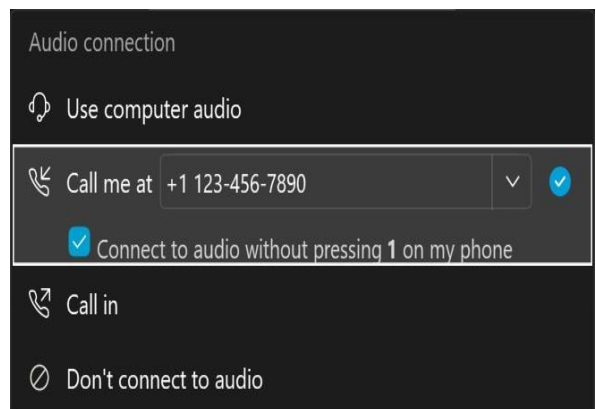 Audio connection
Use computer audio
Call me at +1 123-456-7890
Connect to audio without pressing 1 on my phone
Call in
Don't connect to audio